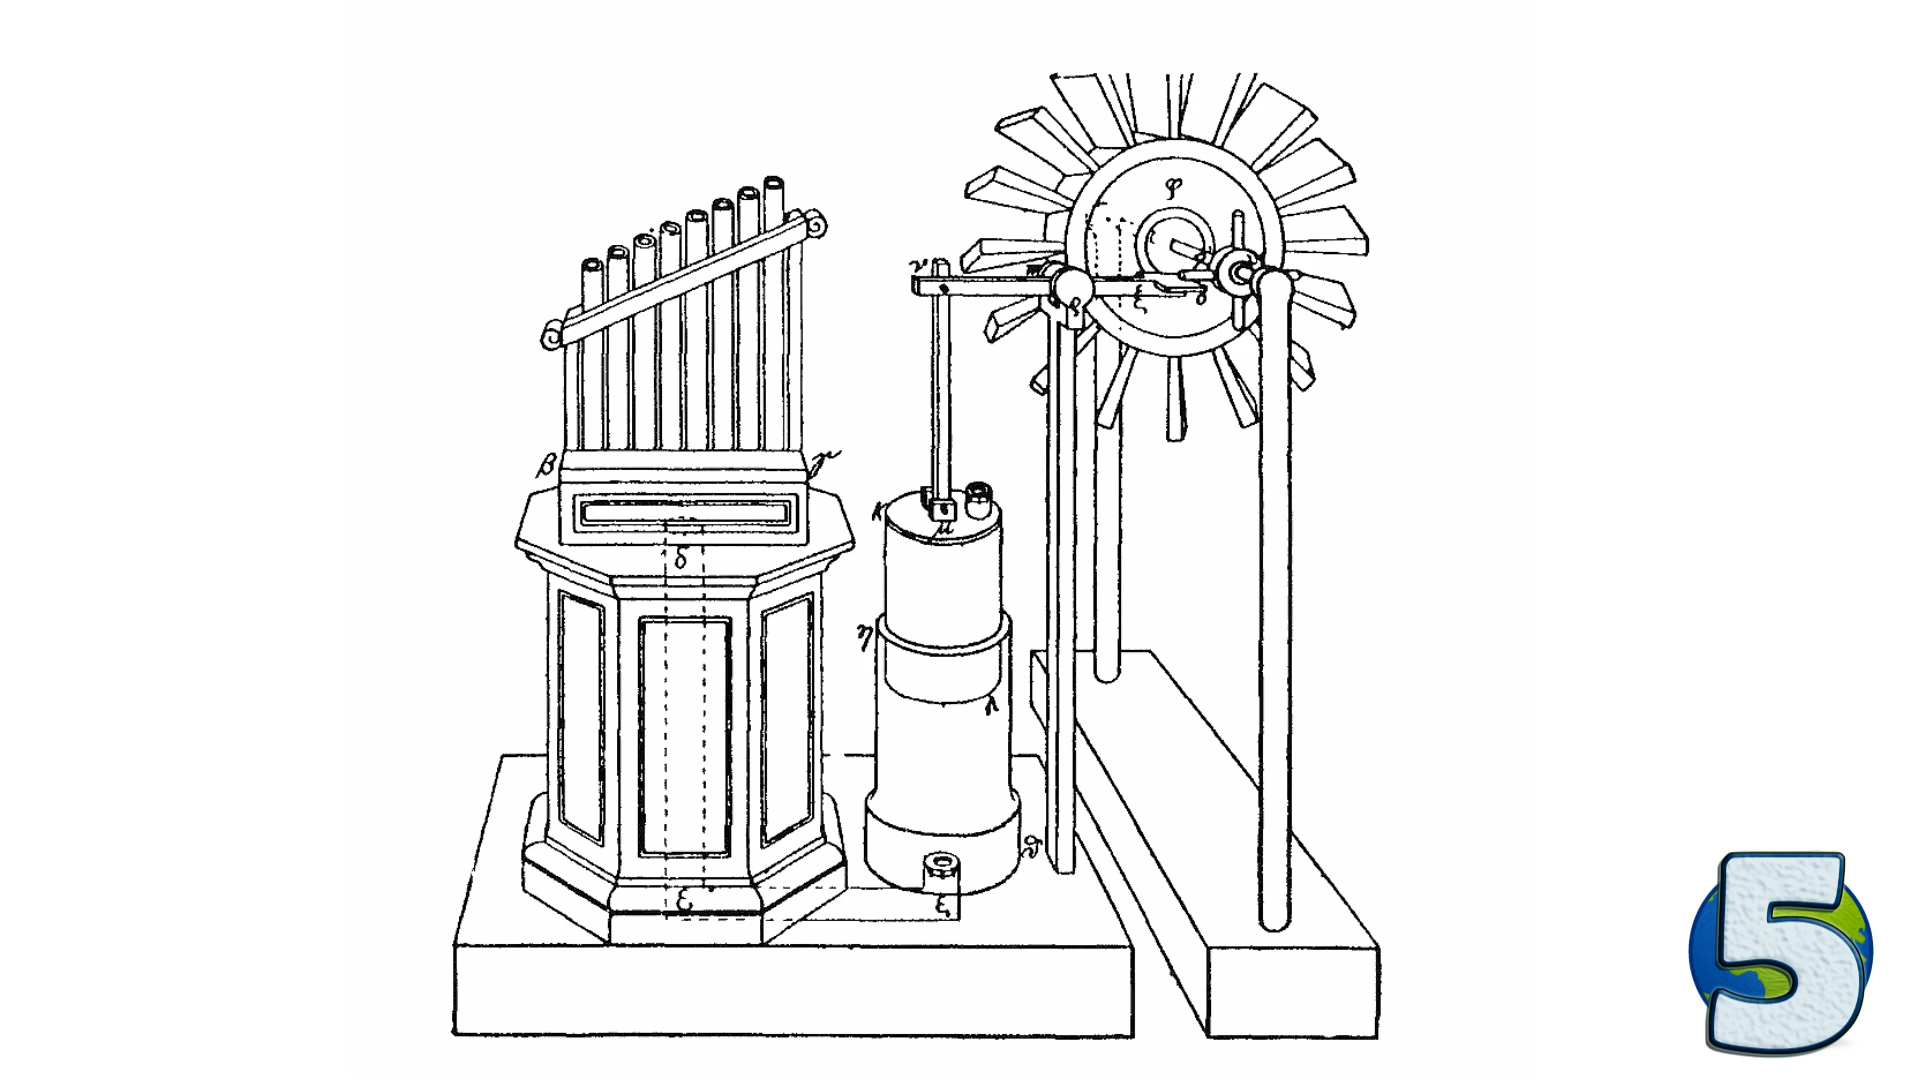 φ
ν
ρ
ξ
δ
β
γ
κ
μ
δ
η
λ
θ
ε
ξ
5